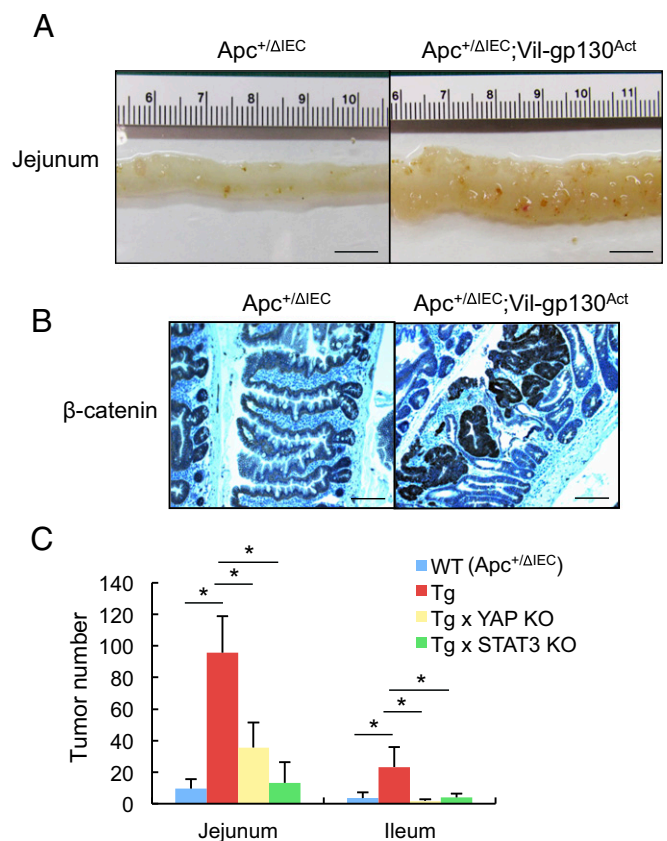 A
Apc+/ΔIEC
Apc+/ΔIEC;Vil-gp130Act
Jejunum
6 7 8 9 10
6 7 8 9 10 11
B
Apc+/ΔIEC
Apc+/ΔIEC;Vil-gp130Act
β-catenin
C
WT (Apc+/ΔIEC)
Tg
Tg x YAP KO
Tg x STAT3 KO
Tumor number
140
120
100
80
60
40
20
0
* * *
* * *
Jejunum
Ileum